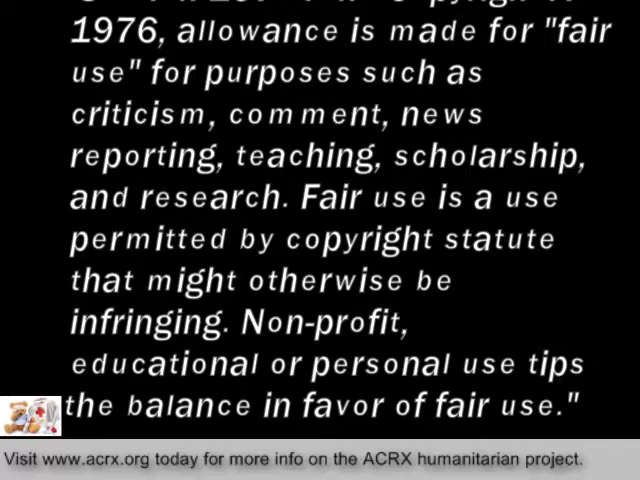 1976, allowance is made for "fair
use" for purposes such as
criticism, comment, news
reporting, teaching, scholarship,
and research. Fair use is a use
permitted by copyright statute
that might otherwise be
infringing. Non-profit,
educational or personal use tips
the balance in favor of fair use."
Visit www.acrx.org today for more info on the ACRX humanitarian project.